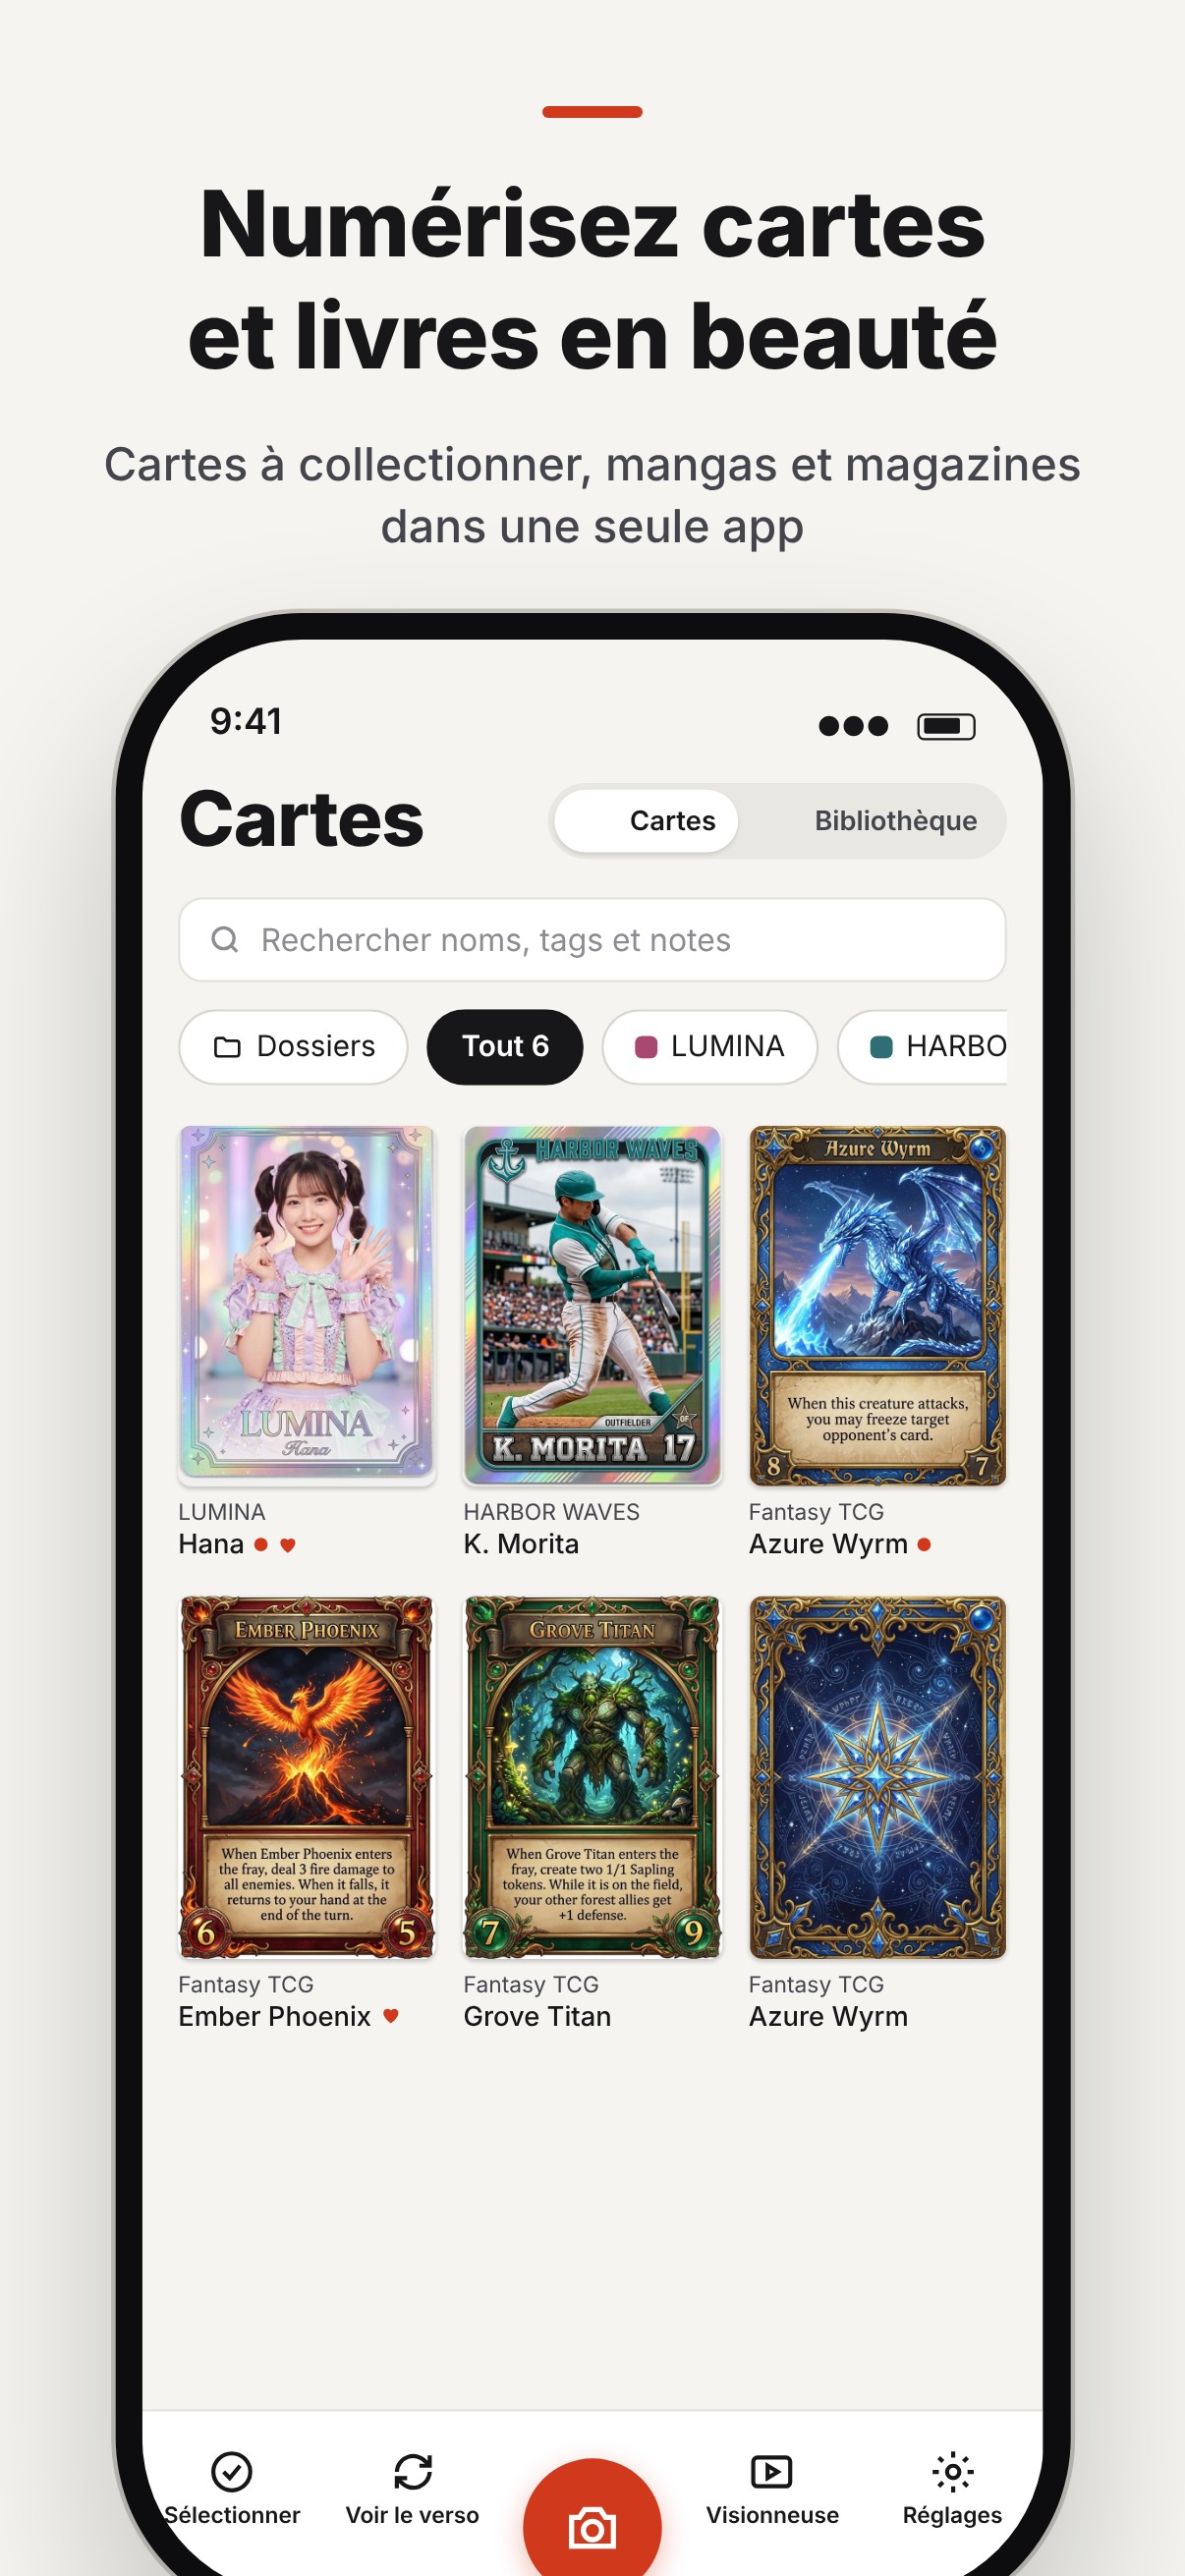 Numérisez cartes
et livres en beauté
Cartes à collectionner, mangas et magazines
dans une seule app
9:41
Cartes
Cartes
Bibliothèque
Rechercher noms, tags et notes
Dossiers
Tout 6
LUMINA
HARBO
LUMINA
Hana
HARBOR WAVES
OUTFIELDER
OF
K. MORITA 17
Azure Wyrm
When this creature attacks,
you may freeze target
opponent's card.
8
7
LUMINA
Hana
HARBOR WAVES
K. Morita
Fantasy TCG
Azure Wyrm
EMBER PHOENIX
When Ember Phoenix enters
the fray, deal 3 fire damage to
all enemies. When it falls, it
returns to your hand at the
end of the turn.
6
5
GROVE TITAN
When Grove Titan enters the
fray, create two 1/1 Sapling
tokens. While it is on the field,
your other forest allies get
+1 defense.
7
9
Fantasy TCG
Ember Phoenix
Fantasy TCG
Grove Titan
Fantasy TCG
Azure Wyrm
Sélectionner
Voir le verso
Visionneuse
Réglages